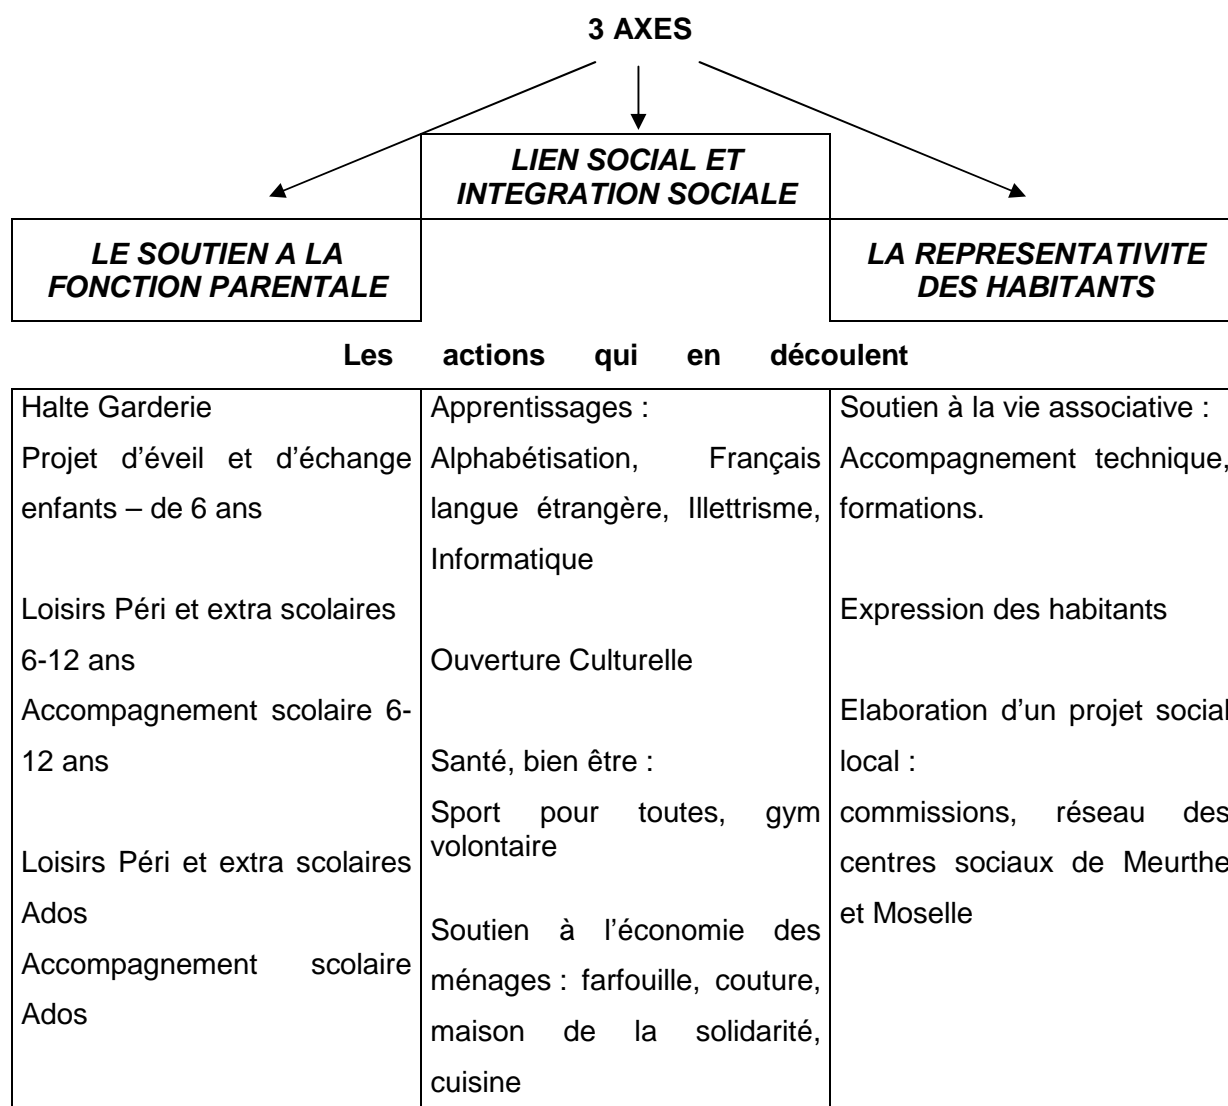 3 AXES
LIEN SOCIAL ET
INTEGRATION SOCIALE
LE SOUTIEN A LA
FONCTION PARENTALE
LA REPRESENTATIVITE
DES HABITANTS
Les actions qui en découlent
Halte Garderie
Projet d’éveil et d’échange
enfants – de 6 ans
Loisirs Péri et extra scolaires
6-12 ans
Accompagnement scolaire 6-
12 ans
Loisirs Péri et extra scolaires
Ados
Accompagnement scolaire
Ados
Apprentissages :
Alphabétisation, Français
langue étrangère, Illettrisme,
Informatique
Ouverture Culturelle
Santé, bien être :
Sport pour toutes, gym
volontaire
Soutien à l’économie des
ménages : farfouille, couture,
maison de la solidarité,
cuisine
Soutien à la vie associative :
Accompagnement technique,
formations.
Expression des habitants
Elaboration d’un projet social
local :
commissions, réseau des
centres sociaux de Meurthe
et Moselle